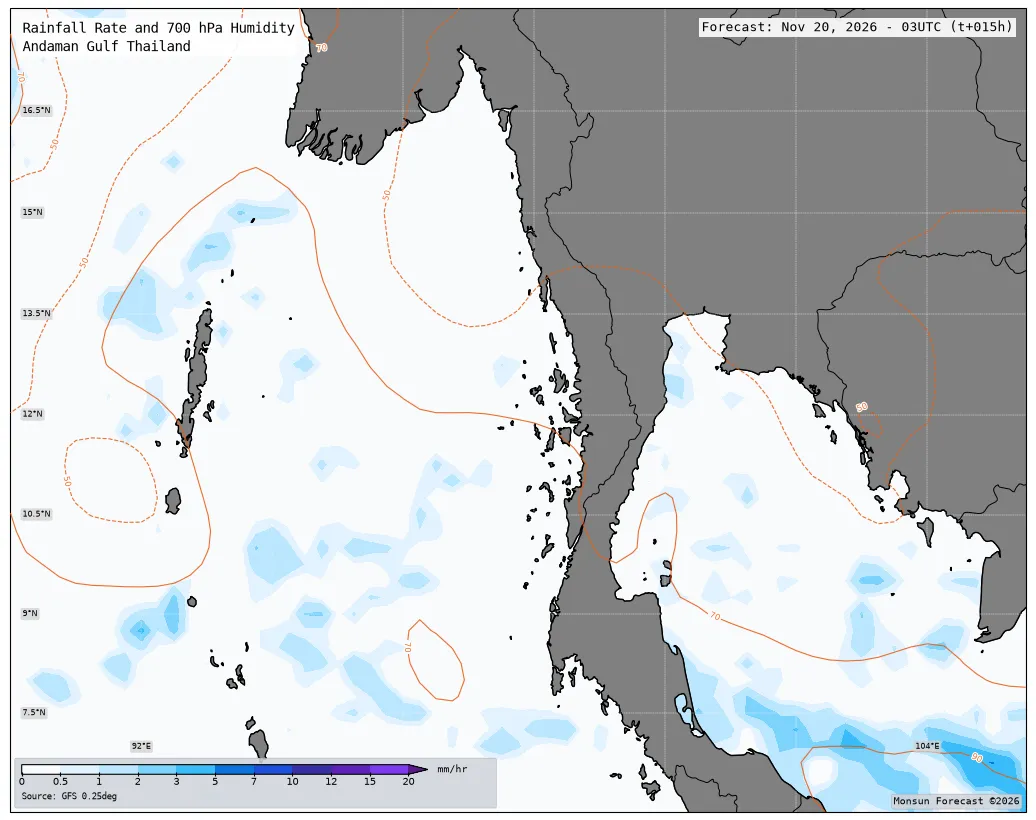 Rainfall Rate and 700 hPa Humidity
Andaman Gulf Thailand
Forecast: Nov 20, 2026 - 03UTC (t+015h)
70
70
16.5°N
50
50
15°N
50
13.5°N
12°N
50
50
10.5°N
9°N
70
70
7.5°N
92°E
104°E
90
0 0.5 1 2 3 5 7 10 12 15 20 mm/hr
Source: GFS 0.25deg
Monsun Forecast ©2026